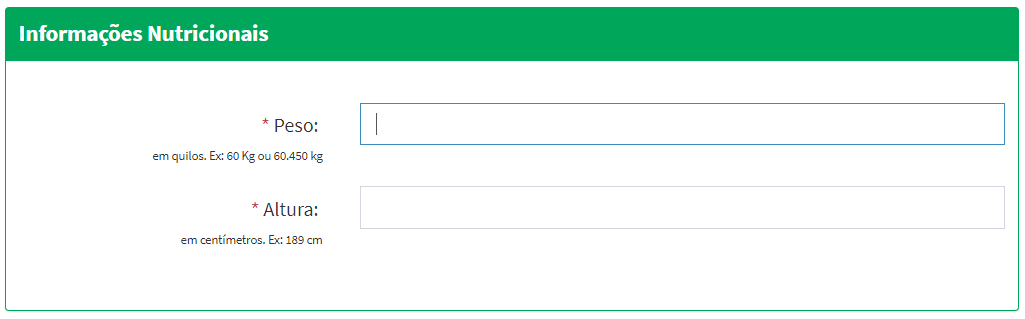 Informações Nutricionais
* Peso:
em quilos. Ex: 60 Kg ou 60.450 kg
* Altura:
em centímetros. Ex: 189 cm